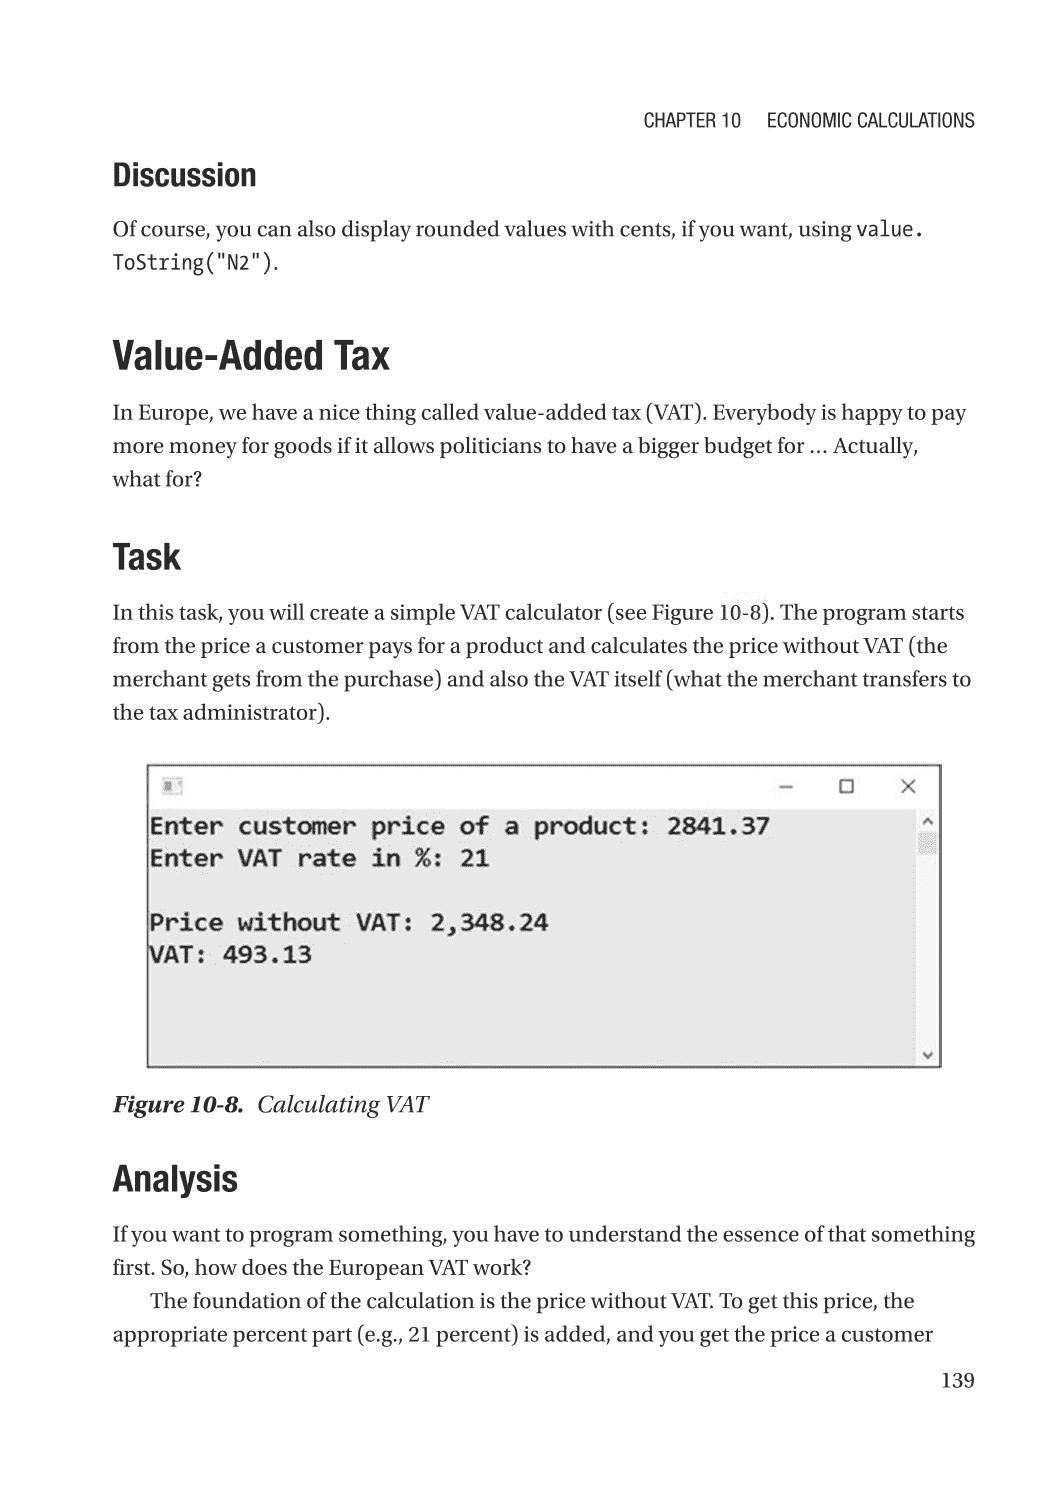 CHAPTER 10 ECONOMIC CALCULATIONS
Discussion
Of course, you can also display rounded values with cents, if you want, using value.
ToString("N2").
Value-Added Tax
In Europe, we have a nice thing called value-added tax (VAT). Everybody is happy to pay
more money for goods if it allows politicians to have a bigger budget for … Actually,
what for?
Task
In this task, you will create a simple VAT calculator (see Figure 10-8). The program starts
from the price a customer pays for a product and calculates the price without VAT (the
merchant gets from the purchase) and also the VAT itself (what the merchant transfers to
the tax administrator).
Enter customer price of a product: 2841.37
Enter VAT rate in %: 21
Price without VAT: 2,348.24
VAT: 493.13
Figure 10-8. Calculating VAT
Analysis
If you want to program something, you have to understand the essence of that something
first. So, how does the European VAT work?
The foundation of the calculation is the price without VAT. To get this price, the
appropriate percent part (e.g., 21 percent) is added, and you get the price a customer
139